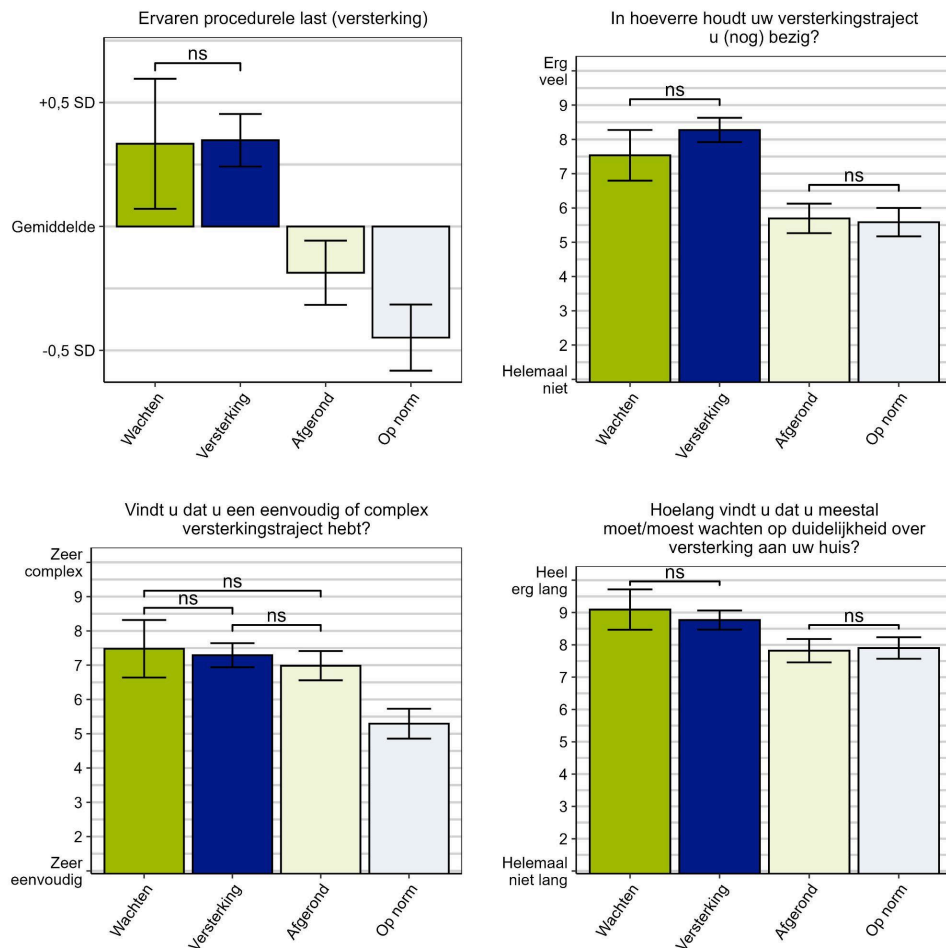 Ervaren procedurele last (versterking)
+0,5 SD
Gemiddelde
-0,5 SD
ns
Wachten
Versterking
Afgerond
Op norm
In hoeverre houdt uw versterkingstraject
u (nog) bezig?
Erg
veel
9
8
7
6
5
4
3
2
Helemaal
niet
ns
ns
Wachten
Versterking
Afgerond
Op norm
Vindt u dat u een eenvoudig of complex
versterkingstraject hebt?
Zeer
complex
9
8
7
6
5
4
3
2
Zeer
eenvoudig
ns
ns
ns
Wachten
Versterking
Afgerond
Op norm
Hoelang vindt u dat u meestal
moet/moest wachten op duidelijkheid over
versterking aan uw huis?
Heel
erg lang
9
8
7
6
5
4
3
2
Helemaal
niet lang
ns
ns
Wachten
Versterking
Afgerond
Op norm